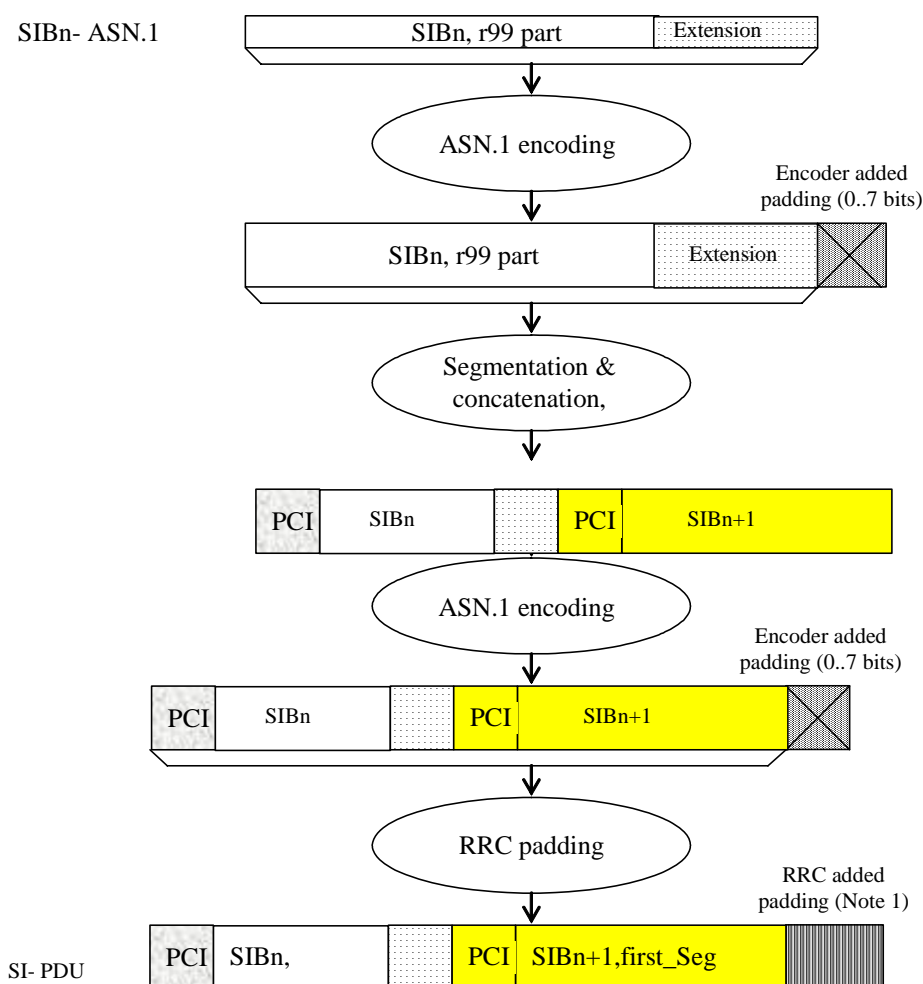 SIBn- ASN.1
SIBn, r99 part
Extension
ASN.1 encoding
Encoder added
padding (0..7 bits)
SIBn, r99 part
Extension
Segmentation &
concatenation,
PCI
SIBn
PCI
SIBn+1
ASN.1 encoding
Encoder added
padding (0..7 bits)
PCI
SIBn
PCI
SIBn+1
RRC padding
RRC added
padding (Note 1)
SI- PDU
PCI
SIBn,
PCI
SIBn+1,first_Seg